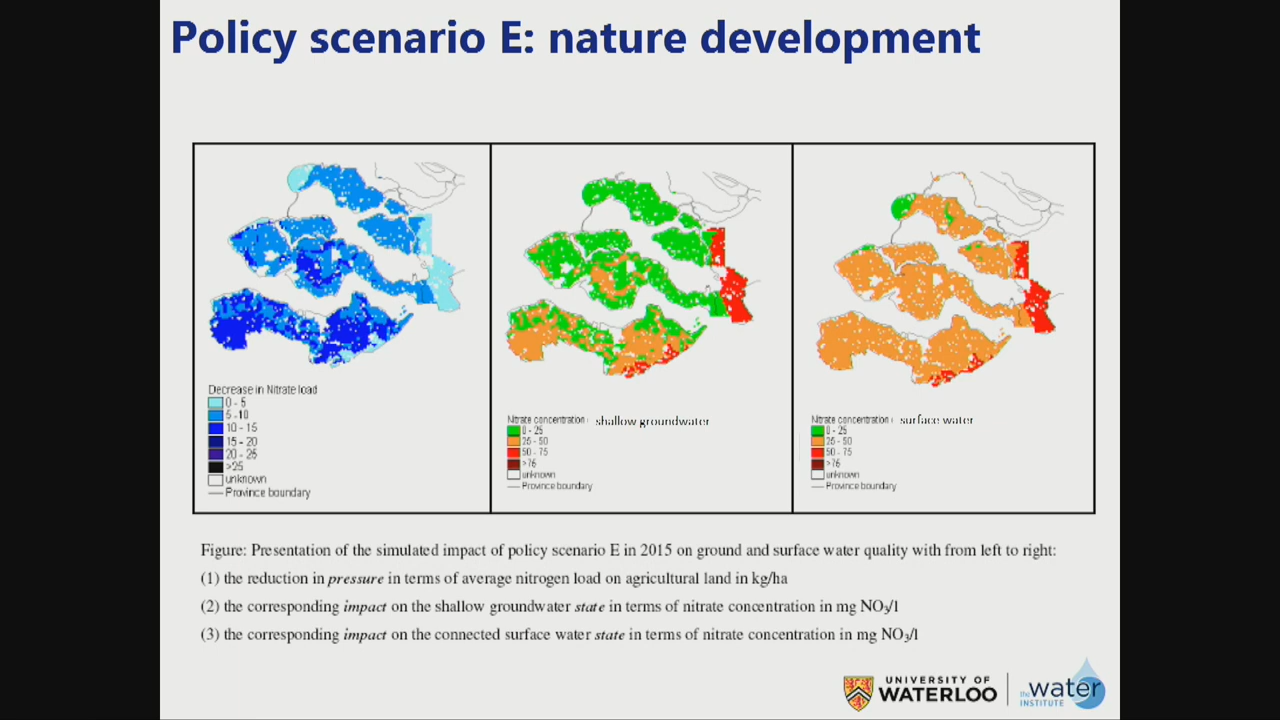 Policy scenario E: nature development
Decrease in Nitrate load
0 - 5
5 - 10
10 - 15
15 - 20
20 - 25
>25
unknown
Province boundary
Nitrate concentration shallow groundwater
0 - 25
25 - 50
50 - 75
>75
unknown
Province boundary
Nitrate concentration surface water
0 - 25
25 - 50
50 - 75
>75
unknown
Province boundary
Figure: Presentation of the simulated impact of policy scenario E in 2015 on ground and surface water quality with from left to right:
(1) the reduction in pressure in terms of average nitrogen load on agricultural land in kg/ha
(2) the corresponding impact on the shallow groundwater state in terms of nitrate concentration in mg NO3/l
(3) the corresponding impact on the connected surface water state in terms of nitrate concentration in mg NO3/l
UNIVERSITY OF
WATERLOO
the water
INSTITUTE